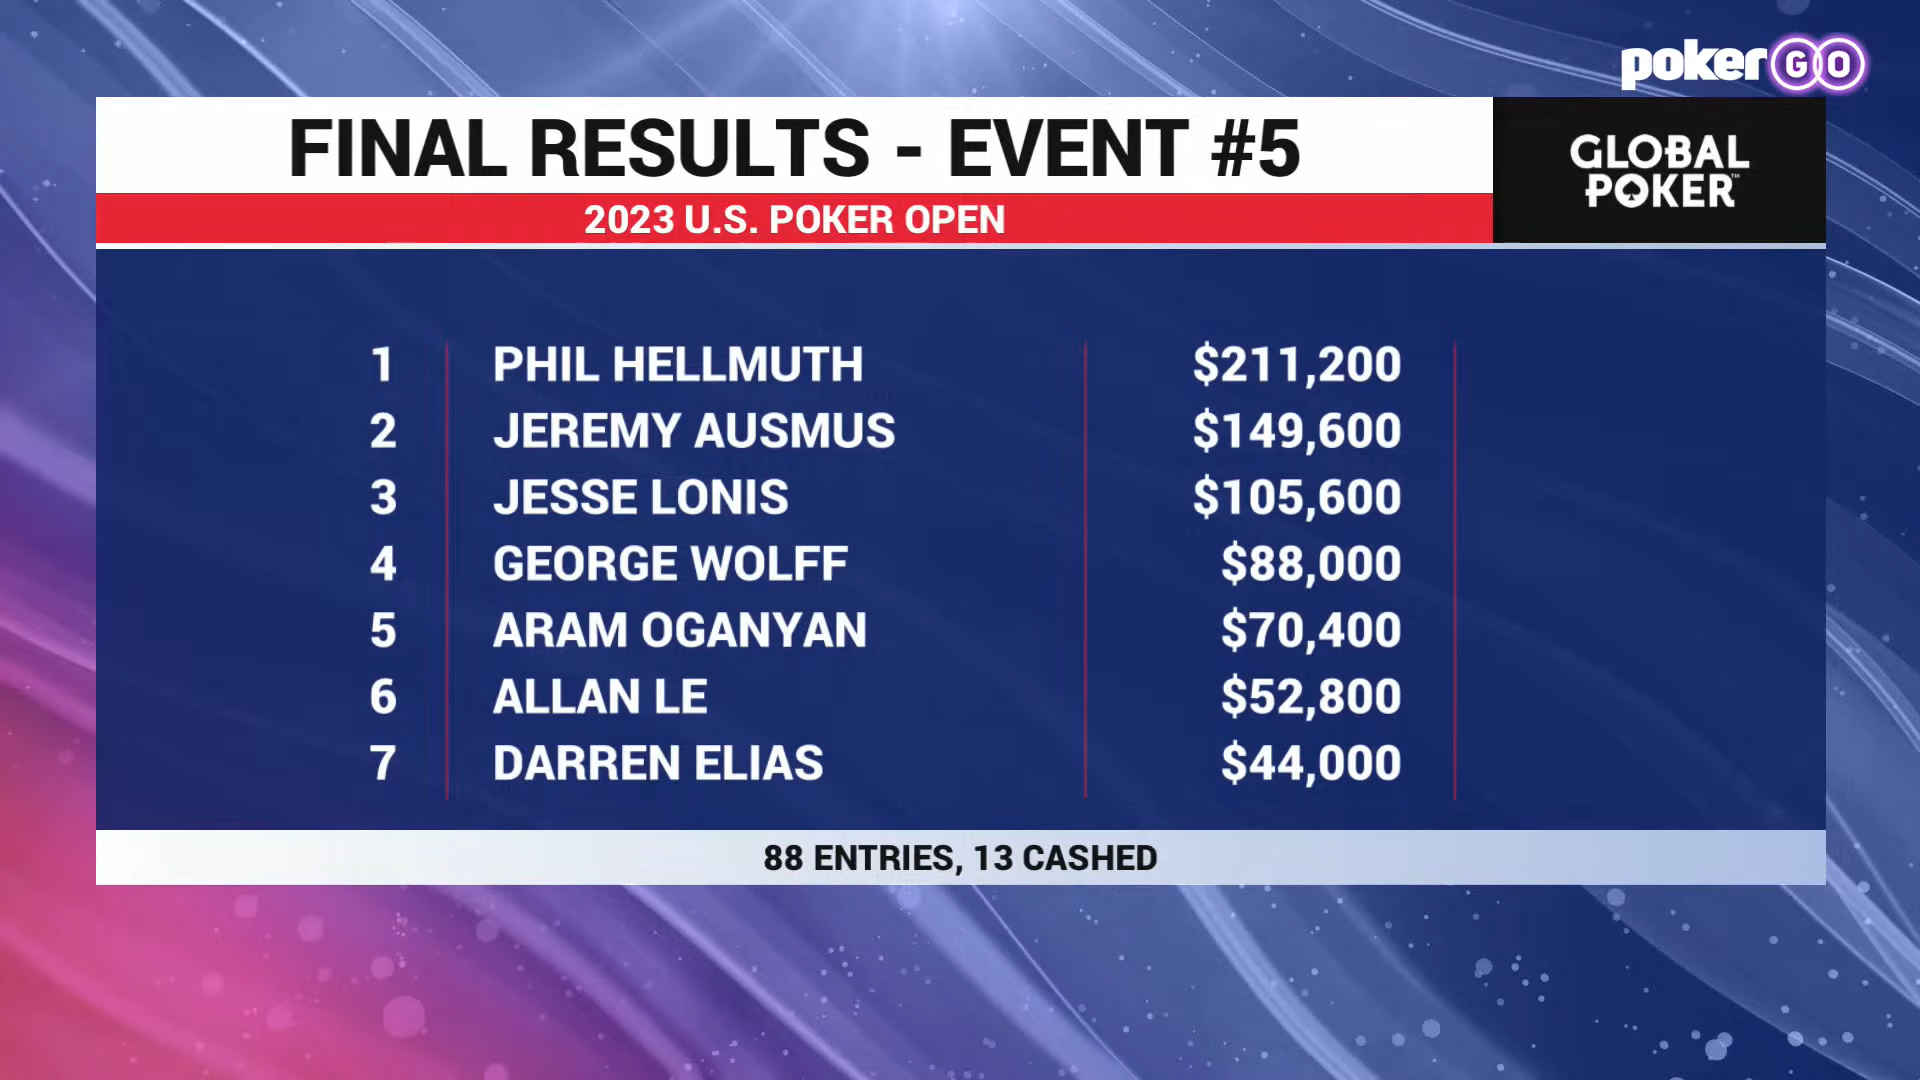 poker GO
FINAL RESULTS - EVENT #5
2023 U.S. POKER OPEN
GLOBAL
POKER™
1 PHIL HELLMUTH $211,200
2 JEREMY AUSMUS $149,600
3 JESSE LONIS $105,600
4 GEORGE WOLFF $88,000
5 ARAM OGANYAN $70,400
6 ALLAN LE $52,800
7 DARREN ELIAS $44,000
88 ENTRIES, 13 CASHED